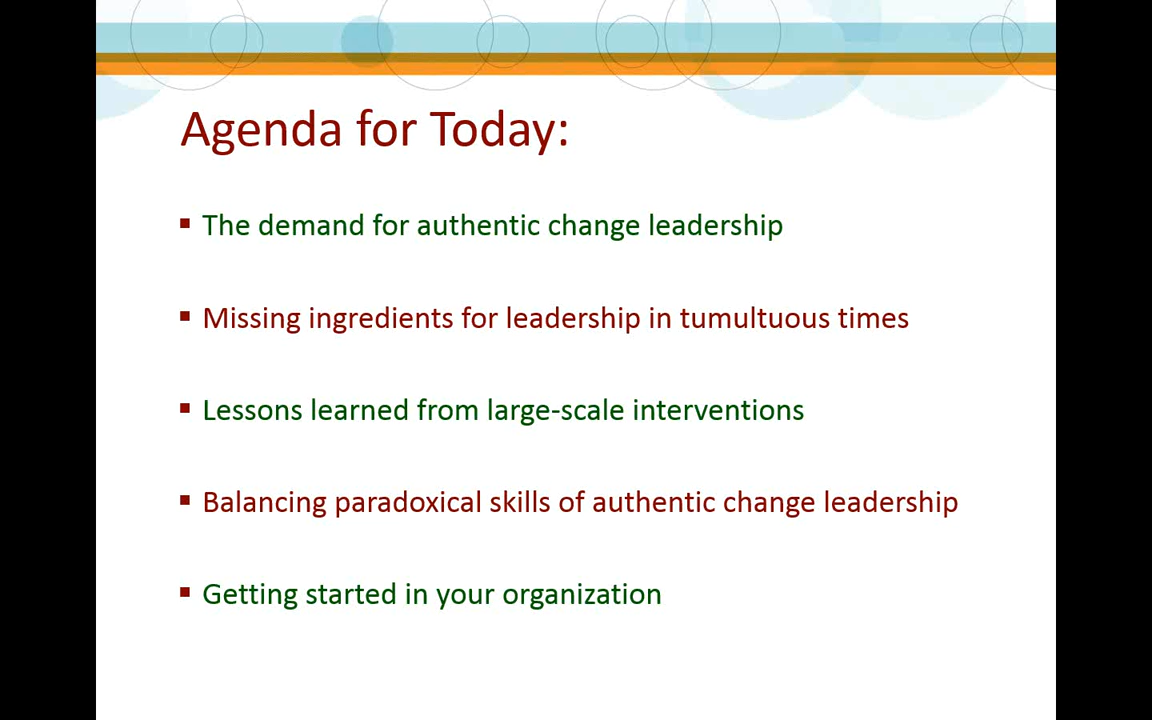 Agenda for Today:
▪ The demand for authentic change leadership
▪ Missing ingredients for leadership in tumultuous times
▪ Lessons learned from large-scale interventions
▪ Balancing paradoxical skills of authentic change leadership
▪ Getting started in your organization